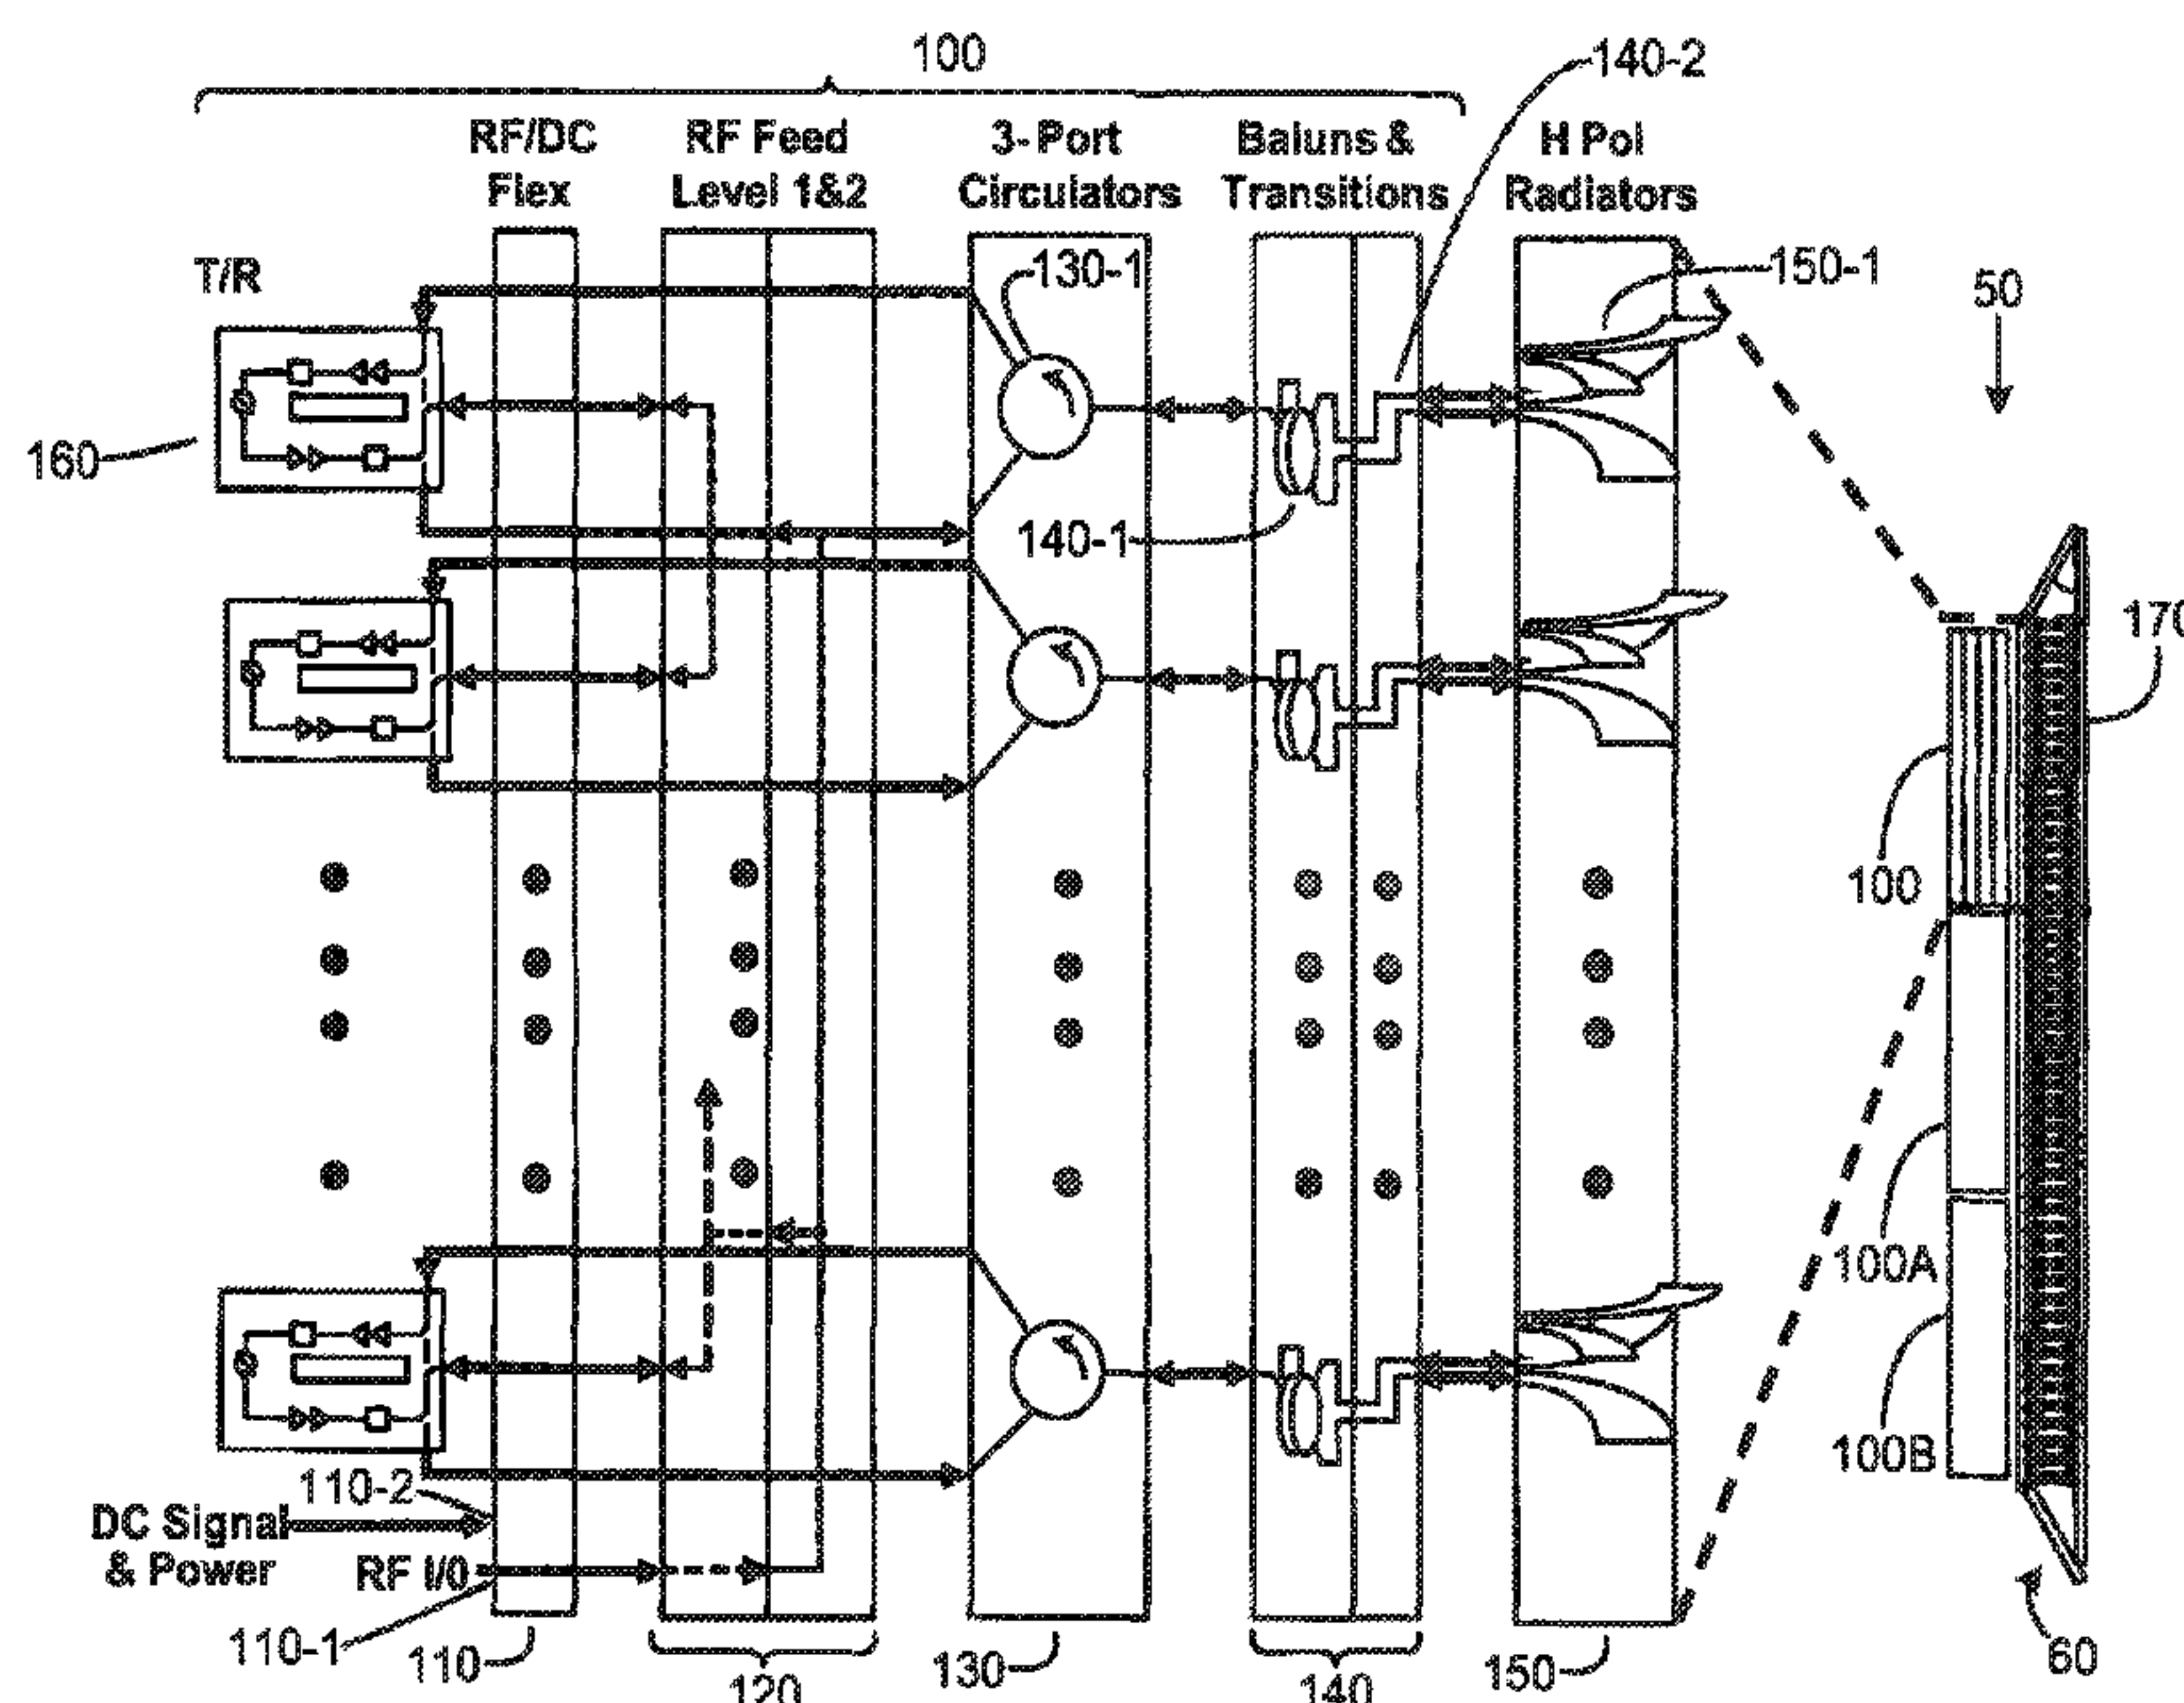 100
140-2
RF/DC
Flex
RF Feed
Level 1&2
3-Port
Circulators
Baluns &
Transitions
H Pol
Radiators
T/R
130-1
150-1
50
160
140-1
170
100
100A
100B
110-2
DC Signal
& Power
RF I/0
110-1
110
120
130
140
150
60